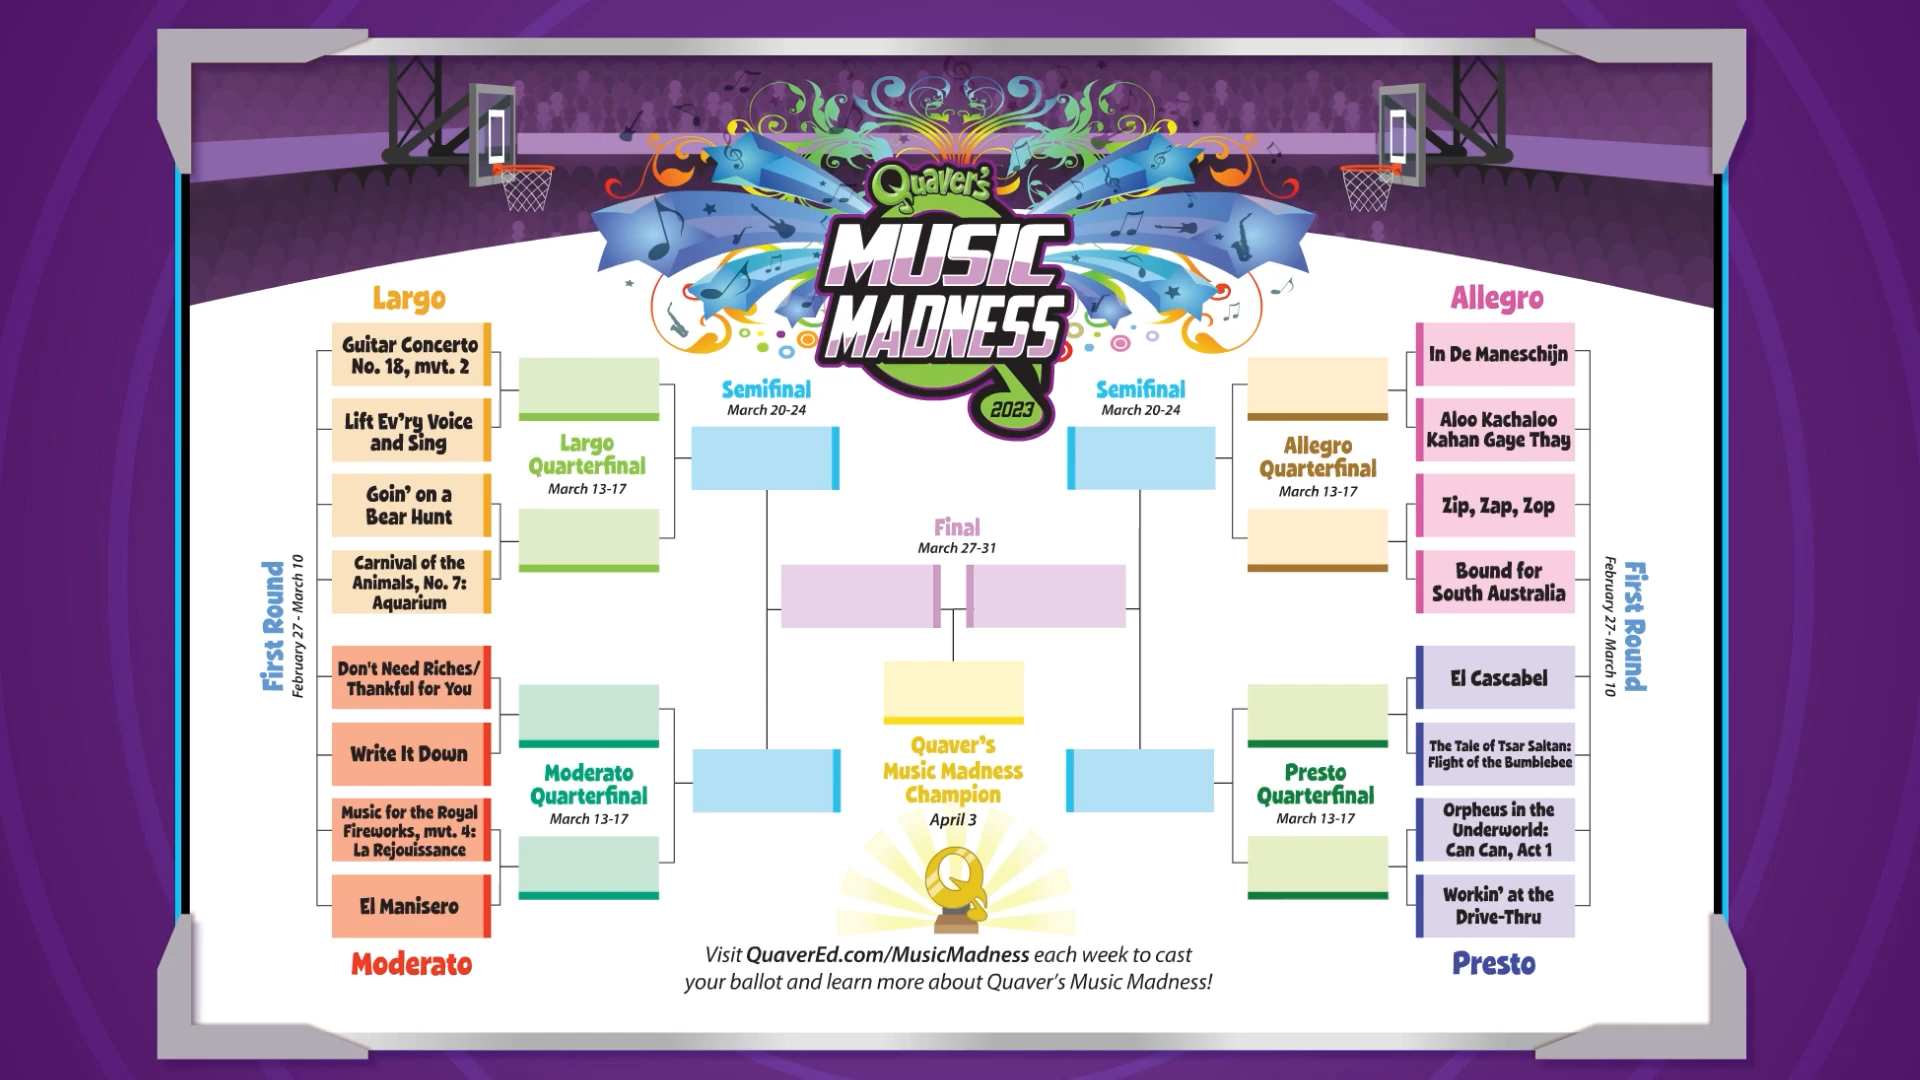 Quaver's
MUSIC
MADNESS
2023
Largo
Guitar Concerto
No. 18, mvt. 2
Lift Ev'ry Voice
and Sing
Goin' on a
Bear Hunt
Carnival of the
Animals, No. 7:
Aquarium
First Round
February 27 - March 10
Don't Need Riches/
Thankful for You
Write It Down
Music for the Royal
Fireworks, mvt. 4:
La Rejouissance
El Manisero
Moderato
Largo
Quarterfinal
March 13-17
Moderato
Quarterfinal
March 13-17
Semifinal
March 20-24
Final
March 27-31
Quaver's
Music Madness
Champion
April 3
Q
Semifinal
March 20-24
Allegro
Quarterfinal
March 13-17
Presto
Quarterfinal
March 13-17
Allegro
In De Maneschijn
Aloo Kachaloo
Kahan Gaye Thay
Zip, Zap, Zop
Bound for
South Australia
First Round
February 27- March 10
El Cascabel
The Tale of Tsar Saltan:
Flight of the Bumblebee
Orpheus in the
Underworld:
Can Can, Act 1
Workin' at the
Drive-Thru
Presto
Visit QuaverEd.com/MusicMadness each week to cast
your ballot and learn more about Quaver's Music Madness!